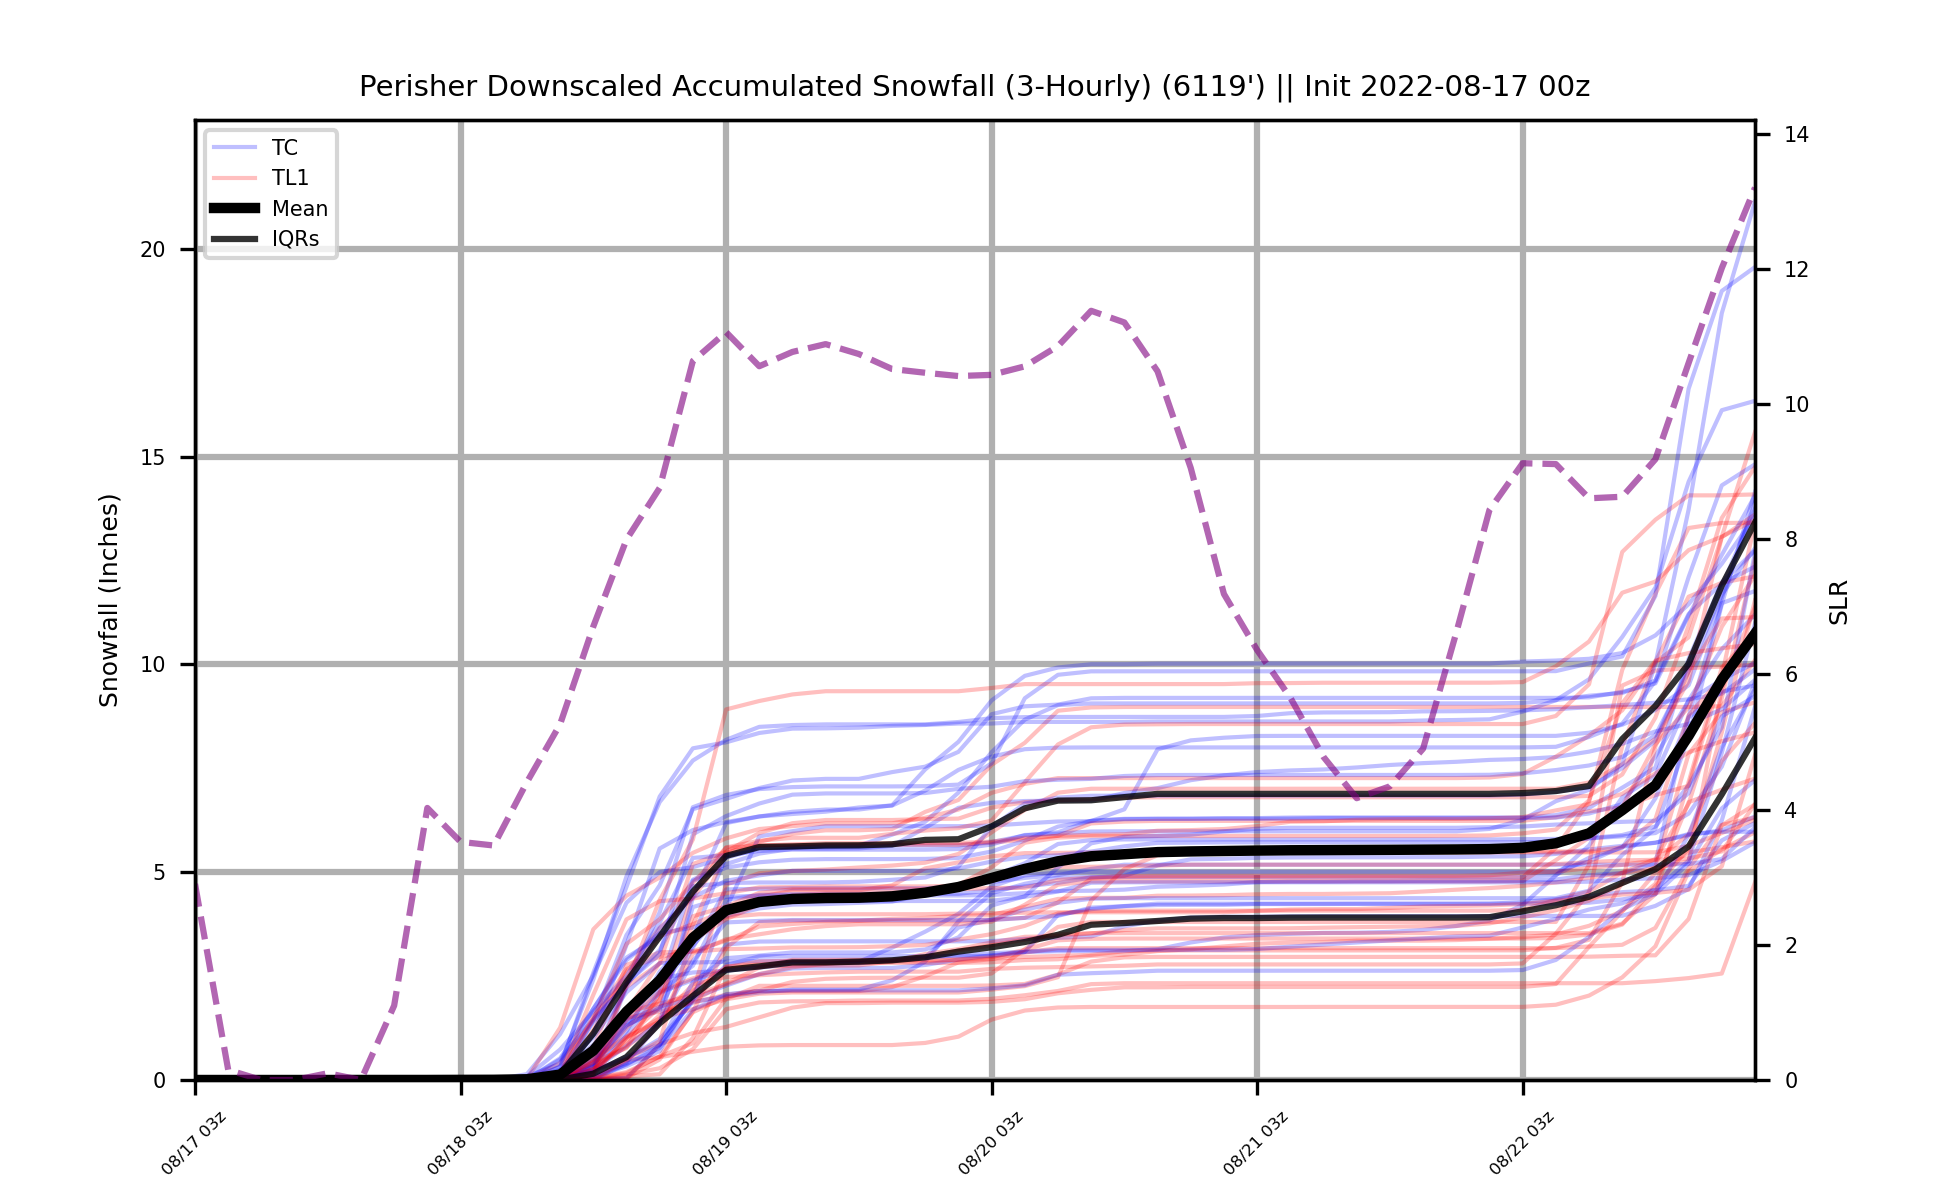 Perisher Downscaled Accumulated Snowfall (3-Hourly) (6119') || Init 2022-08-17 00z
TC
TL1
Mean
IQRs
Snowfall (Inches)
20
15
10
5
0
14
12
10
8
6
4
2
0
SLR
08/17 03z
08/18 03z
08/19 03z
08/20 03z
08/21 03z
08/22 03z